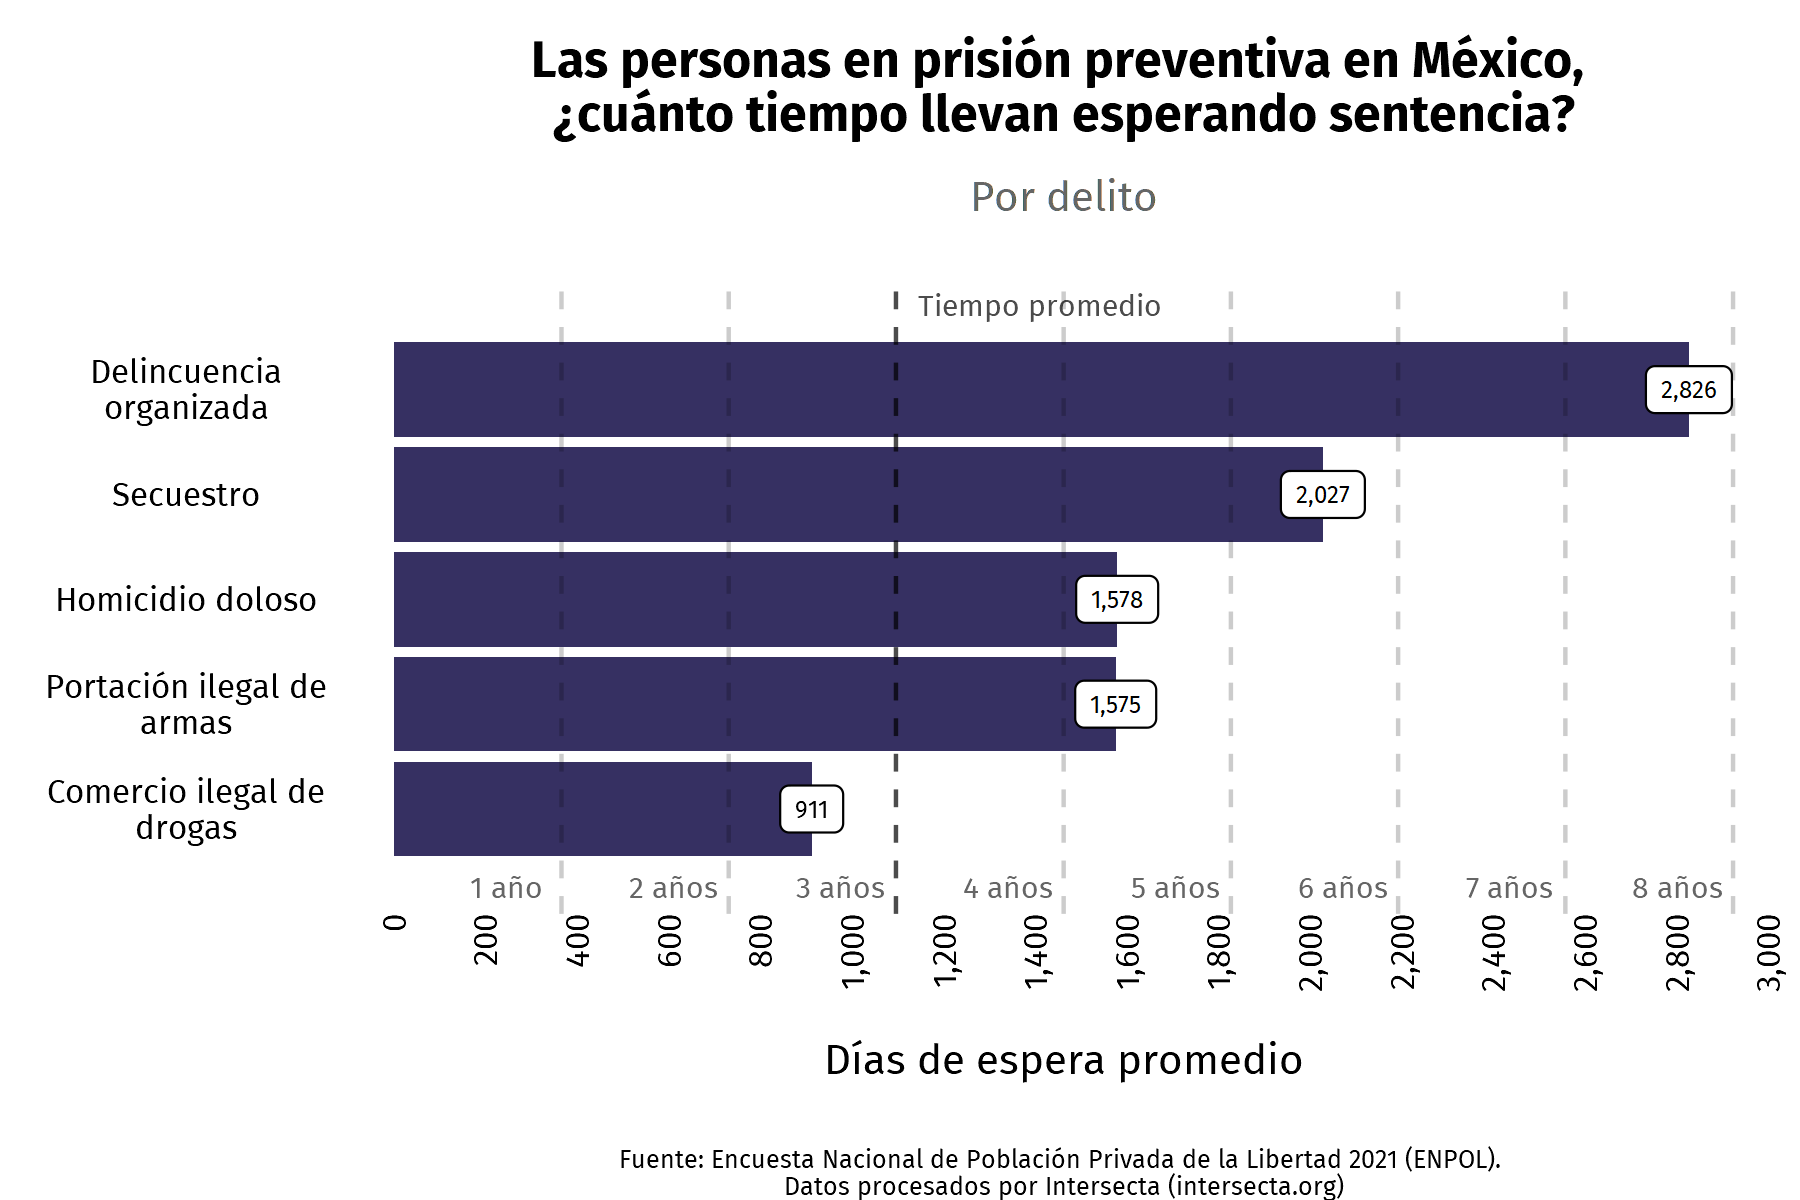 Las personas en prisión preventiva en México,
¿cuánto tiempo llevan esperando sentencia?
Por delito
Tiempo promedio
Delincuencia
organizada
2,826
Secuestro
2,027
Homicidio doloso
1,578
Portación ilegal de
armas
1,575
Comercio ilegal de
drogas
911
1 año 2 años 3 años 4 años 5 años 6 años 7 años 8 años
0 200 400 600 800 1,000 1,200 1,400 1,600 1,800 2,000 2,200 2,400 2,600 2,800 3,000
Días de espera promedio
Fuente: Encuesta Nacional de Población Privada de la Libertad 2021 (ENPOL).
Datos procesados por Intersecta (intersecta.org)